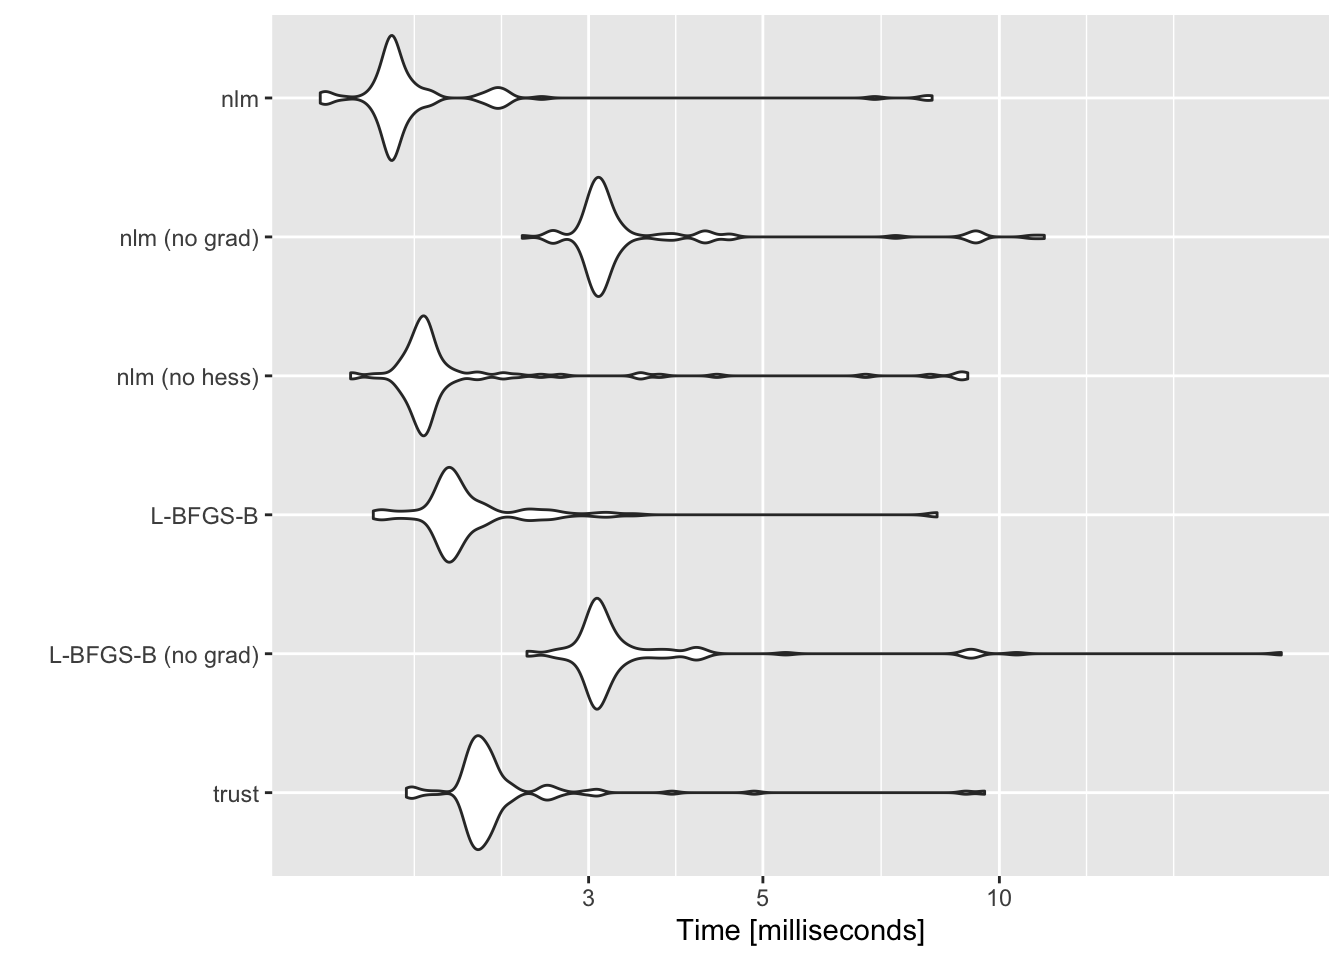 nlm
nlm (no grad)
nlm (no hess)
L-BFGS-B
L-BFGS-B (no grad)
trust
3 5 10
Time [milliseconds]